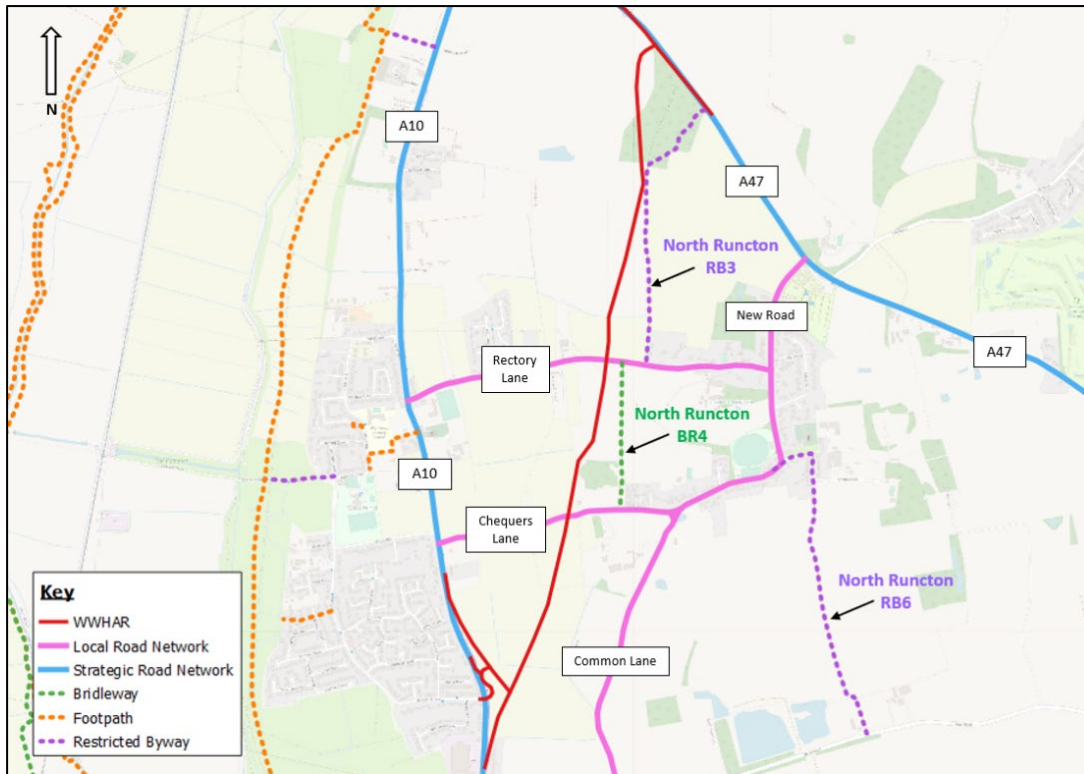 N
A10
A47
North Runcton
RB3
New Road
Rectory
Lane
A47
North Runcton
BR4
A10
Chequers
Lane
North Runcton
RB6
Common Lane
Key
WWHAR
Local Road Network
Strategic Road Network
Bridleway
Footpath
Restricted Byway